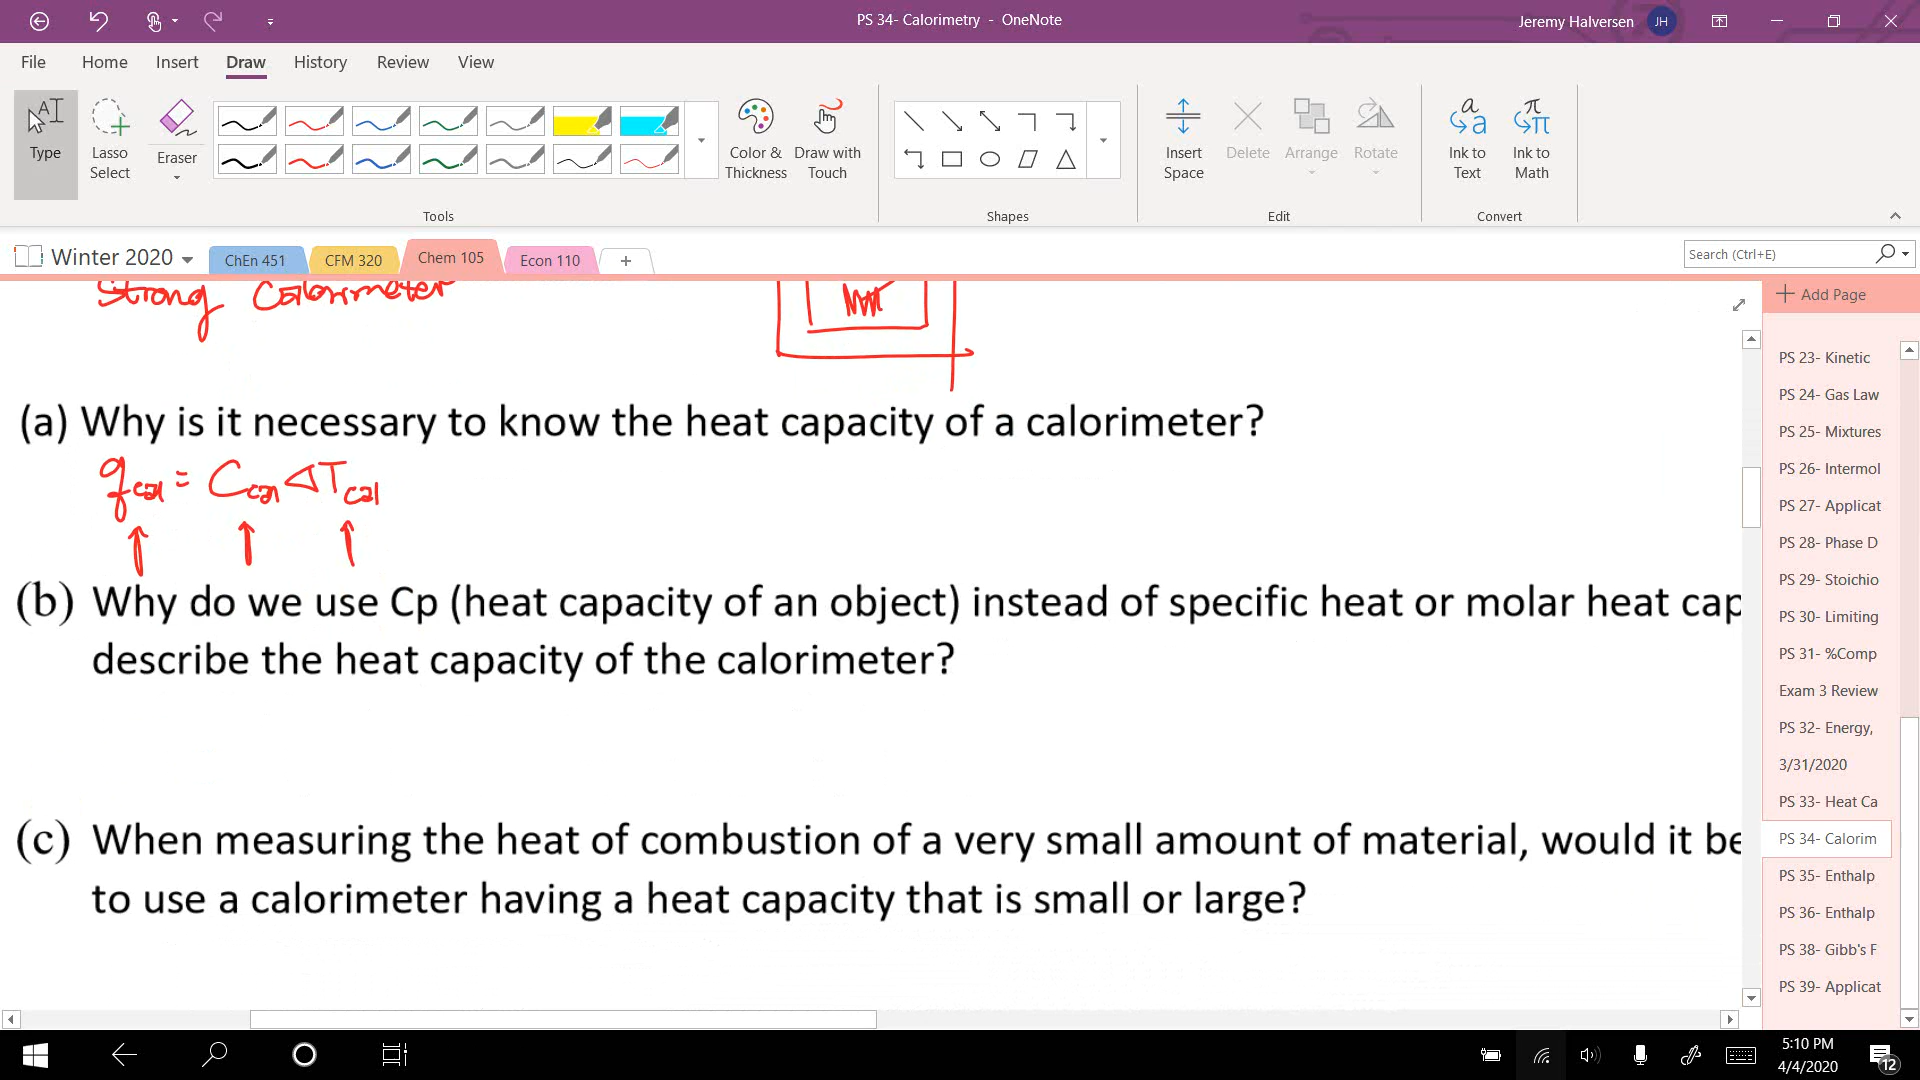 PS 34- Calorimetry - OneNote
Jeremy Halversen JH
File Home Insert Draw History Review View
Type
Lasso Select
Eraser
Color & Thickness
Draw with Touch
Insert Space
Delete
Arrange
Rotate
Ink to Text
Ink to Math
Tools
Shapes
Edit
Convert
Winter 2020
ChEn 451
CFM 320
Chem 105
Econ 110
Search (Ctrl+E)
Strong Calorimeter
(a) Why is it necessary to know the heat capacity of a calorimeter?
qcal = Ccal ΔTcal
(b) Why do we use Cp (heat capacity of an object) instead of specific heat or molar heat cap
describe the heat capacity of the calorimeter?
(c) When measuring the heat of combustion of a very small amount of material, would it be
to use a calorimeter having a heat capacity that is small or large?
Add Page
PS 23- Kinetic
PS 24- Gas Law
PS 25- Mixtures
PS 26- Intermol
PS 27- Applicat
PS 28- Phase D
PS 29- Stoichio
PS 30- Limiting
PS 31- %Comp
Exam 3 Review
PS 32- Energy,
3/31/2020
PS 33- Heat Ca
PS 34- Calorim
PS 35- Enthalp
PS 36- Enthalp
PS 38- Gibb's F
PS 39- Applicat
5:10 PM
4/4/2020
12